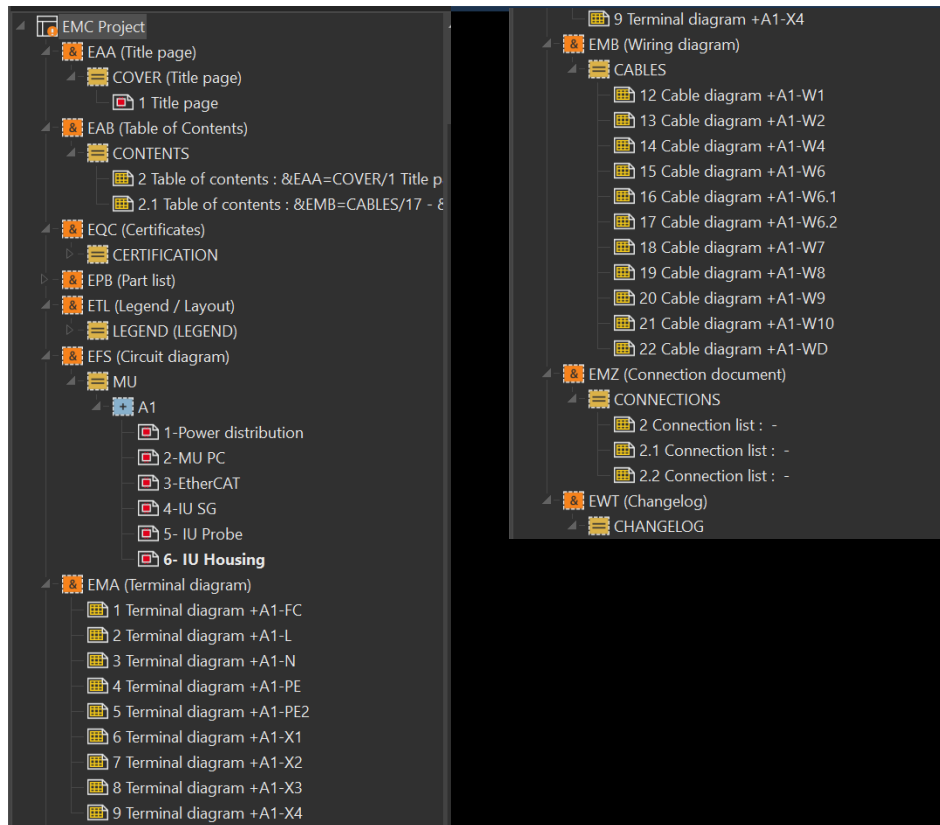 EMC Project
& EAA (Title page)
= COVER (Title page)
1 Title page
& EAB (Table of Contents)
= CONTENTS
2 Table of contents : &EAA=COVER/1 Title p
2.1 Table of contents : &EMB=CABLES/17 - &
& EQC (Certificates)
= CERTIFICATION
& EPB (Part list)
& ETL (Legend / Layout)
= LEGEND (LEGEND)
& EFS (Circuit diagram)
= MU
+ A1
1-Power distribution
2-MU PC
3-EtherCAT
4-IU SG
5- IU Probe
6- IU Housing
& EMA (Terminal diagram)
1 Terminal diagram +A1-FC
2 Terminal diagram +A1-L
3 Terminal diagram +A1-N
4 Terminal diagram +A1-PE
5 Terminal diagram +A1-PE2
6 Terminal diagram +A1-X1
7 Terminal diagram +A1-X2
8 Terminal diagram +A1-X3
9 Terminal diagram +A1-X4
9 Terminal diagram +A1-X4
& EMB (Wiring diagram)
= CABLES
12 Cable diagram +A1-W1
13 Cable diagram +A1-W2
14 Cable diagram +A1-W4
15 Cable diagram +A1-W6
16 Cable diagram +A1-W6.1
17 Cable diagram +A1-W6.2
18 Cable diagram +A1-W7
19 Cable diagram +A1-W8
20 Cable diagram +A1-W9
21 Cable diagram +A1-W10
22 Cable diagram +A1-WD
& EMZ (Connection document)
= CONNECTIONS
2 Connection list : -
2.1 Connection list : -
2.2 Connection list : -
& EWT (Changelog)
= CHANGELOG